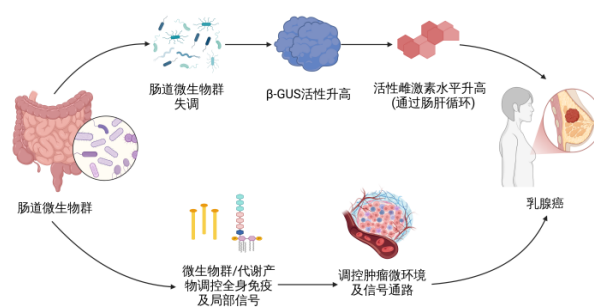 肠道微生物群
失调
β-GUS活性升高
活性雌激素水平升高
(通过肠肝循环)
肠道微生物群
乳腺癌
微生物群/代谢产
物调控全身免疫
及局部信号
调控肿瘤微环境
及信号通路